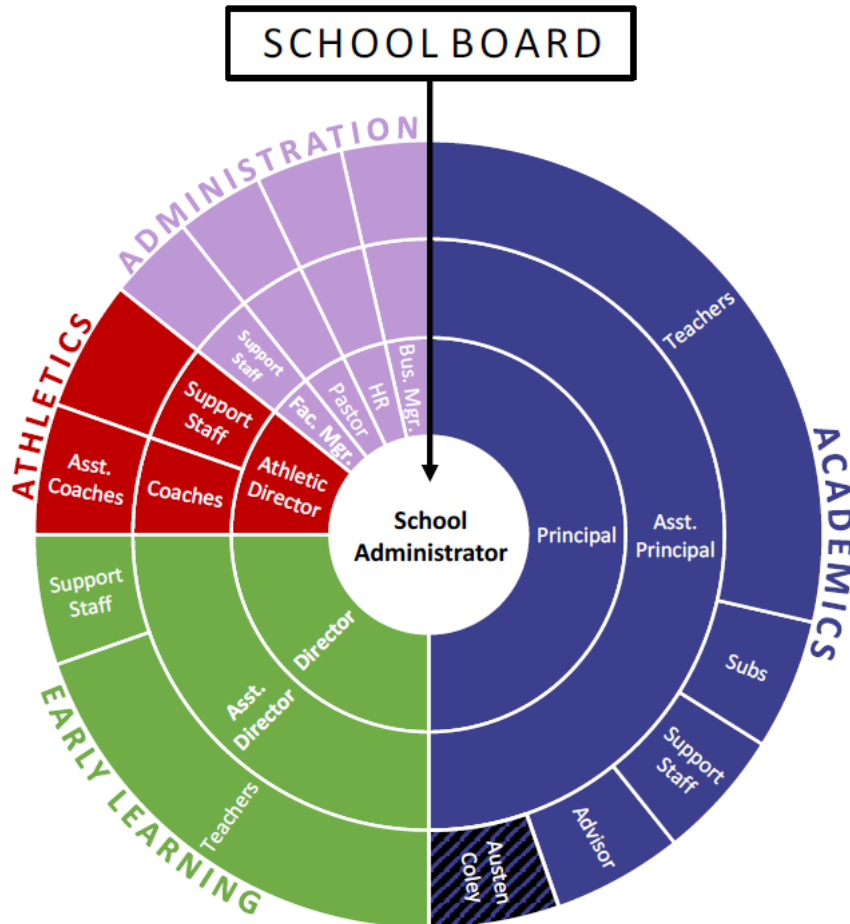 SCHOOL BOARD
ADMINISTRATION
ATHLETICS
ACADEMICS
EARLY LEARNING
School
Administrator
Principal
Asst.
Principal
Teachers
Subs
Support
Staff
Advisor
Austen
Coley
Director
Asst.
Director
Teachers
Support
Staff
Athletic
Director
Coaches
Support
Staff
Asst.
Coaches
Fac. Mgr.
Support
Staff
Pastor
HR
Bus. Mgr.